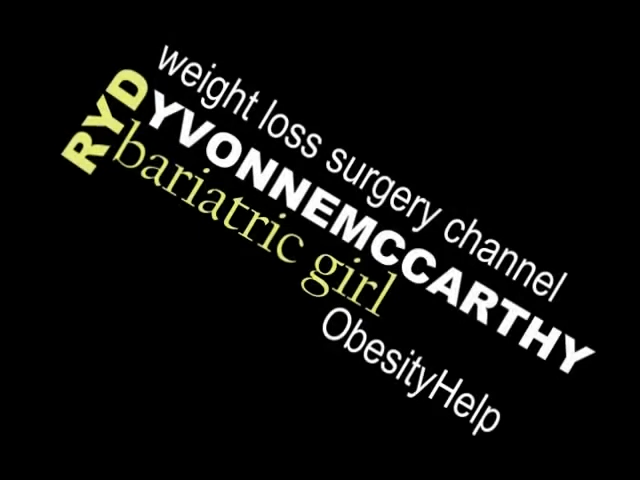 weight loss surgery channel
RYD
YVONNEMCCARTHY
bariatric girl
ObesityHelp